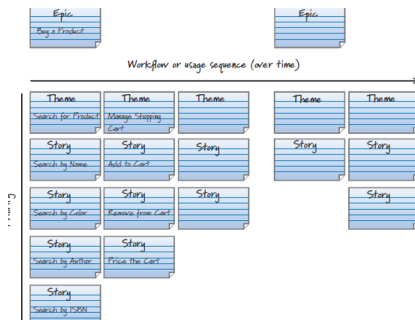 Epic
Epic
Buy a Product
Workflow or usage sequence (over time)
Theme
Theme
Theme
Theme
Theme
Search for Product
Manage Shopping
Cart
Story
Story
Story
Story
Story
Search by Name
Add to Cart
Story
Story
Story
Story
Search by Color
Remove from Cart
Story
Story
Search by Author
Price the Cart
Story
Search by ISBN